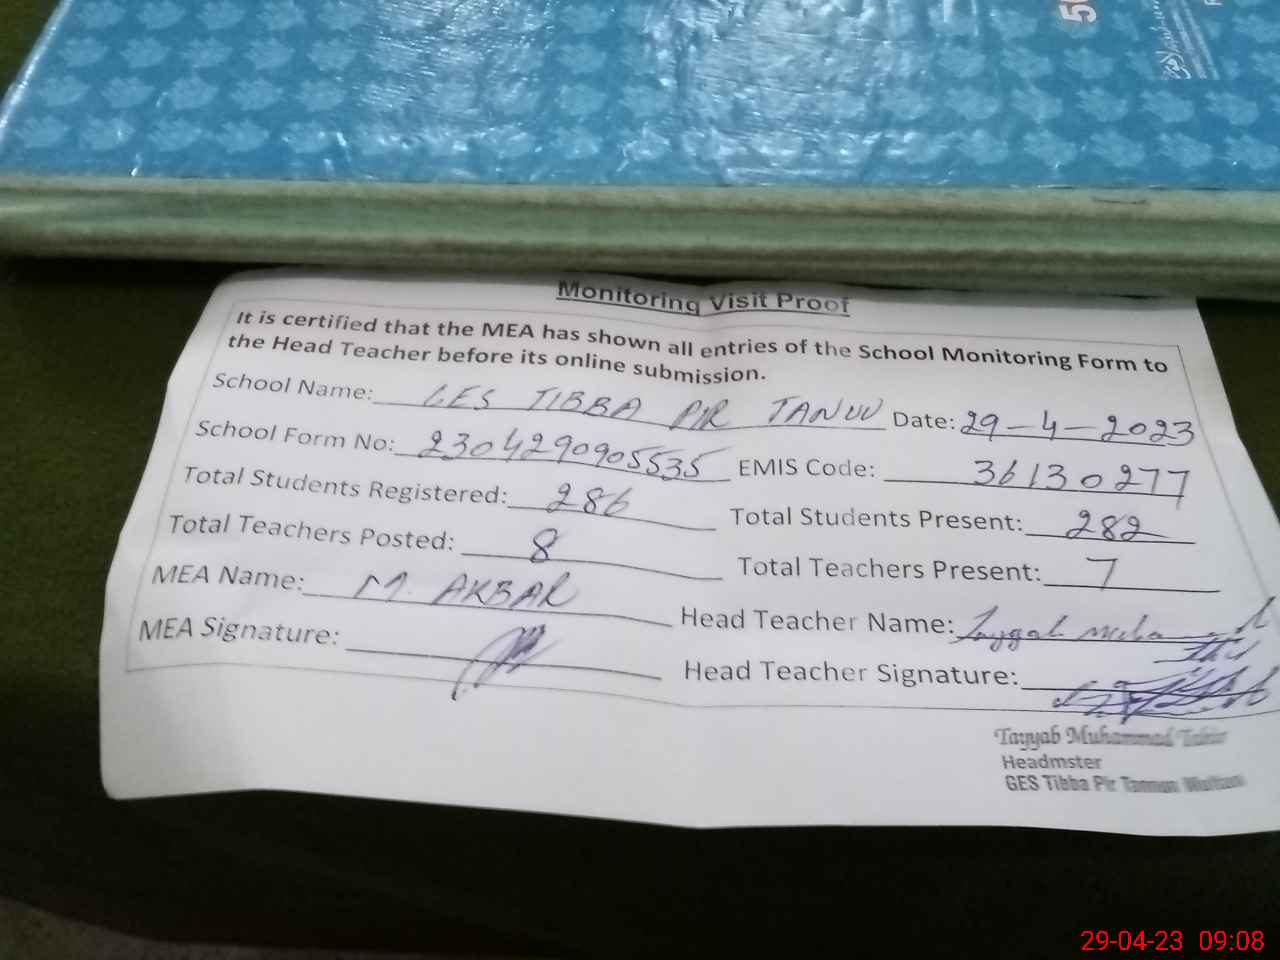 Monitoring Visit Proof
It is certified that the MEA has shown all entries of the School Monitoring Form to
the Head Teacher before its online submission.
School Name: GES TIBBA PIR TANUU Date: 29-4-2023
School Form No: 2304290905535 EMIS Code: 36130277
Total Students Registered: 286 Total Students Present: 282
Total Teachers Posted: 8 Total Teachers Present: 7
MEA Name: M. AKBAR Head Teacher Name: Tayyab Muhammad
MEA Signature: Head Teacher Signature:
Tayyab Muhammad Tahir
Headmster
GES Tibba Pir Tannun
29-04-23 09:08